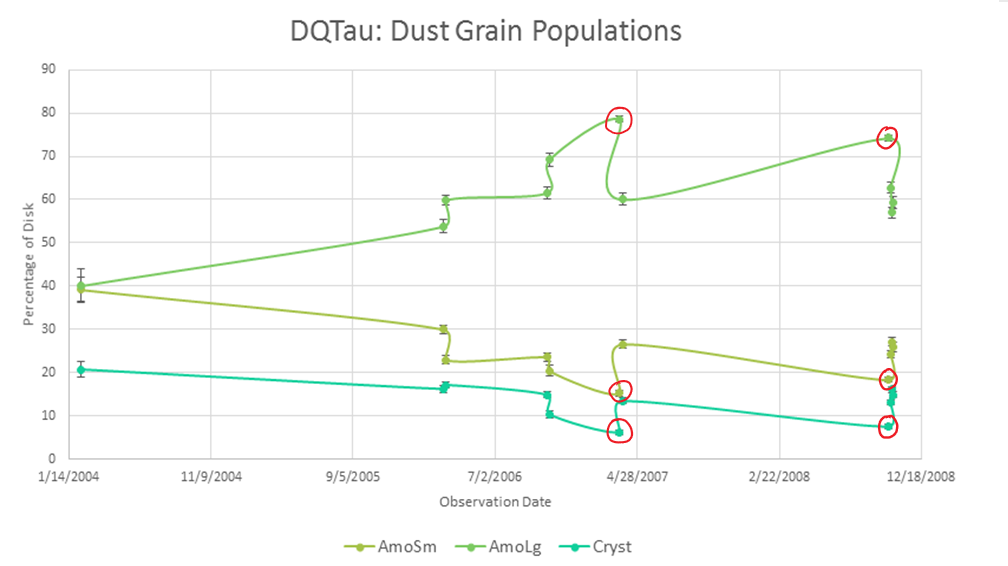 DQTau: Dust Grain Populations
90
80
70
60
50
40
30
20
10
0
Percentage of Disk
1/14/2004 11/9/2004 9/5/2005 7/2/2006 4/28/2007 2/22/2008 12/18/2008
Observation Date
AmoSm AmoLg Cryst